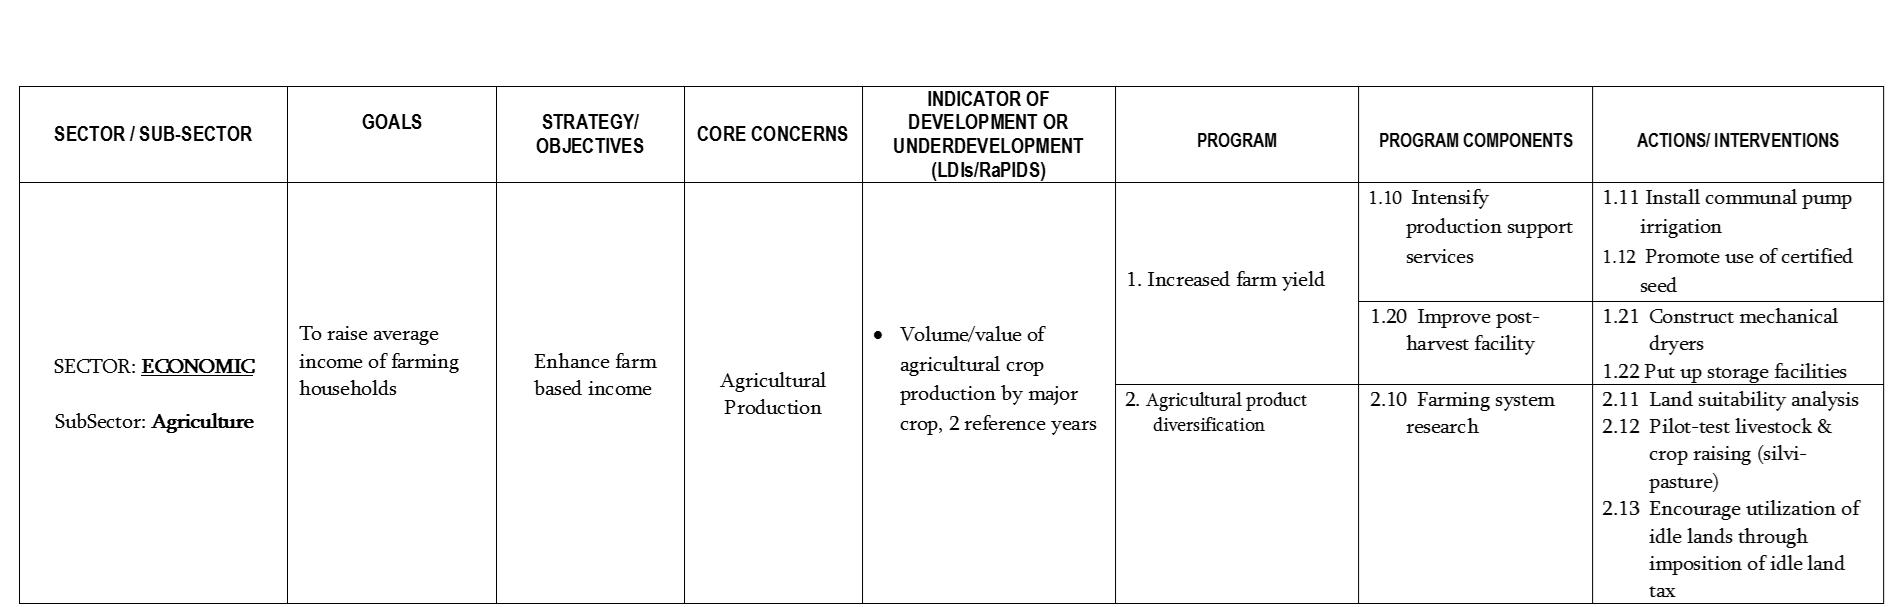 SECTOR / SUB-SECTOR
GOALS
STRATEGY/
OBJECTIVES
CORE CONCERNS
INDICATOR OF
DEVELOPMENT OR
UNDERDEVELOPMENT
(LDIs/RaPIDS)
PROGRAM
PROGRAM COMPONENTS
ACTIONS/ INTERVENTIONS
SECTOR: ECONOMIC
SubSector: Agriculture
To raise average
income of farming
households
Enhance farm
based income
Agricultural
Production
• Volume/value of
agricultural crop
production by major
crop, 2 reference years
1. Increased farm yield
1.10 Intensify
production support
services
1.11 Install communal pump
irrigation
1.12 Promote use of certified
seed
1.20 Improve post-
harvest facility
1.21 Construct mechanical
dryers
1.22 Put up storage facilities
2. Agricultural product
diversification
2.10 Farming system
research
2.11 Land suitability analysis
2.12 Pilot-test livestock &
crop raising (silvi-
pasture)
2.13 Encourage utilization of
idle lands through
imposition of idle land
tax